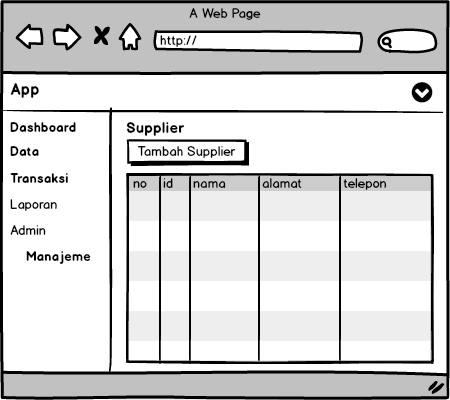 A Web Page
http://
App
Dashboard
Data
Transaksi
Laporan
Admin
Manajeme
Supplier
Tambah Supplier
no id nama alamat telepon